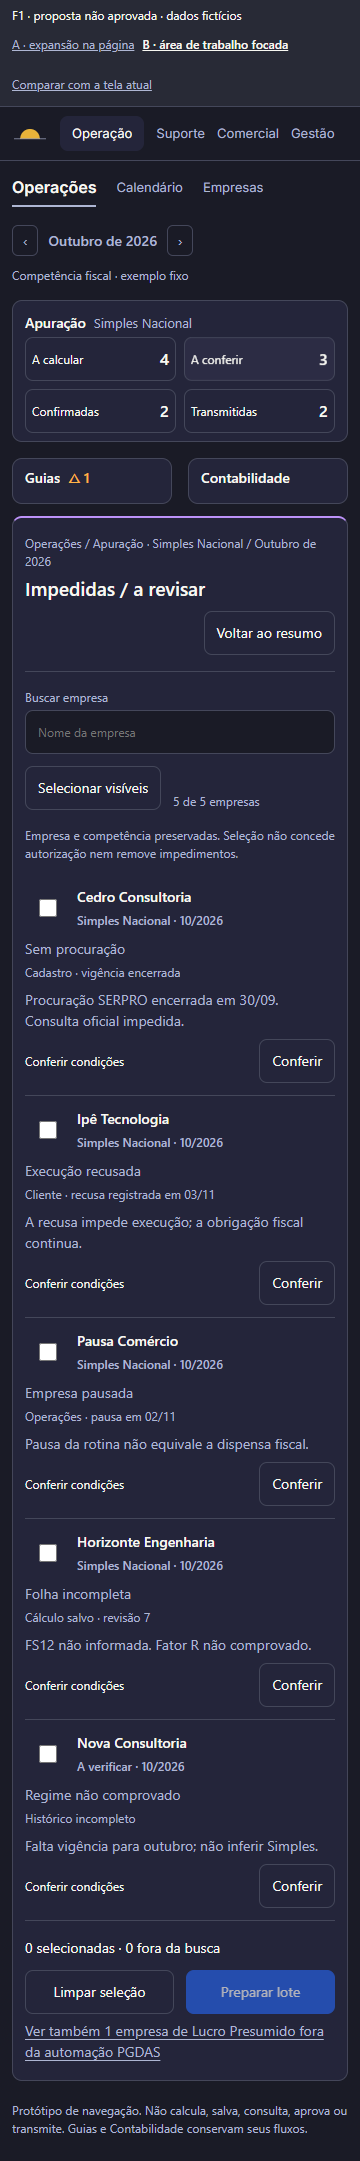 F1 · proposta não aprovada · dados fictícios
A · expansão na página B · área de trabalho focada
Comparar com a tela atual
Operação Suporte Comercial Gestão
Operações Calendário Empresas
‹ Outubro de 2026 ›
Competência fiscal · exemplo fixo
Apuração Simples Nacional
A calcular 4 A conferir 3
Confirmadas 2 Transmitidas 2
Guias △ 1 Contabilidade
Operações / Apuração · Simples Nacional / Outubro de
2026
Impedidas / a revisar
Voltar ao resumo
Buscar empresa
Nome da empresa
Selecionar visíveis 5 de 5 empresas
Empresa e competência preservadas. Seleção não concede
autorização nem remove impedimentos.
Cedro Consultoria
Simples Nacional · 10/2026
Sem procuração
Cadastro · vigência encerrada
Procuração SERPRO encerrada em 30/09.
Consulta oficial impedida.
Conferir condições Conferir
Ipê Tecnologia
Simples Nacional · 10/2026
Execução recusada
Cliente · recusa registrada em 03/11
A recusa impede execução; a obrigação fiscal
continua.
Conferir condições Conferir
Pausa Comércio
Simples Nacional · 10/2026
Empresa pausada
Operações · pausa em 02/11
Pausa da rotina não equivale a dispensa fiscal.
Conferir condições Conferir
Horizonte Engenharia
Simples Nacional · 10/2026
Folha incompleta
Cálculo salvo · revisão 7
FS12 não informada. Fator R não comprovado.
Conferir condições Conferir
Nova Consultoria
A verificar · 10/2026
Regime não comprovado
Histórico incompleto
Falta vigência para outubro; não inferir Simples.
Conferir condições Conferir
0 selecionadas · 0 fora da busca
Limpar seleção Preparar lote
Ver também 1 empresa de Lucro Presumido fora
da automação PGDAS
Protótipo de navegação. Não calcula, salva, consulta, aprova ou
transmite. Guias e Contabilidade conservam seus fluxos.